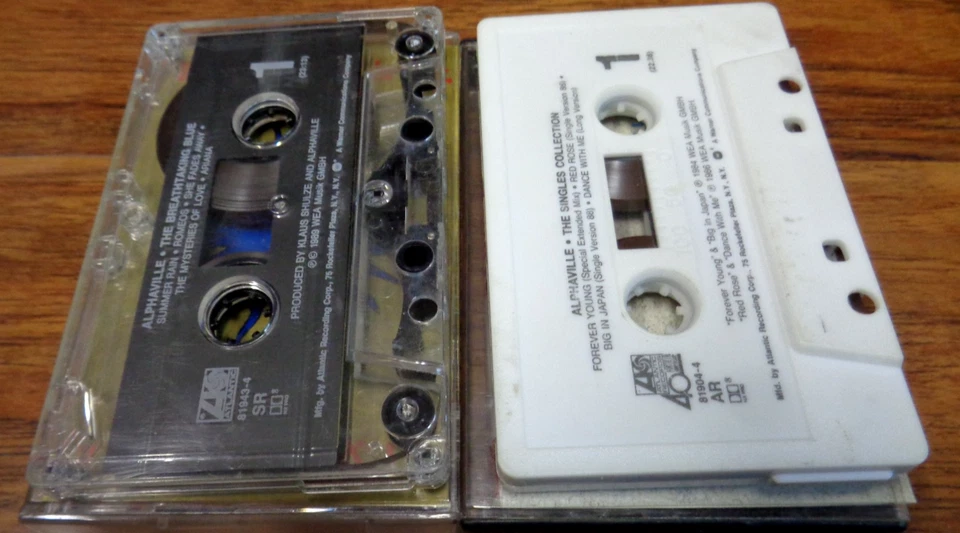 ALPHAVILLE • THE BREATHTAKING BLUE
SUMMER RAIN • ROMEOS • SHE FADES AWAY •
THE MYSTERIES OF LOVE • ARIANA
1
(22:13)
ATLANTIC
81943-4
SR
PRODUCED BY KLAUS SHULZE AND ALPHAVILLE
℗ © 1989 WEA Musik GMBH
Mfg. by Atlantic Recording Corp., 75 Rockefeller Plaza, N.Y., N.Y. A Warner Communications Company
ALPHAVILLE • THE SINGLES COLLECTION
FOREVER YOUNG (Special Extended Mix) • RED ROSE (Single Version 88) •
BIG IN JAPAN (Single Version 88) • DANCE WITH ME (Long Version)
1
40
81904-4
AR
"Forever Young" & "Big in Japan" ℗ 1984 WEA Musik GMBH
"Red Rose" & "Dance With Me" ℗ 1986 WEA Musik GMBH
Mfg. by Atlantic Recording Corp., 75 Rockefeller Plaza, N.Y., N.Y. A Warner Communications Company